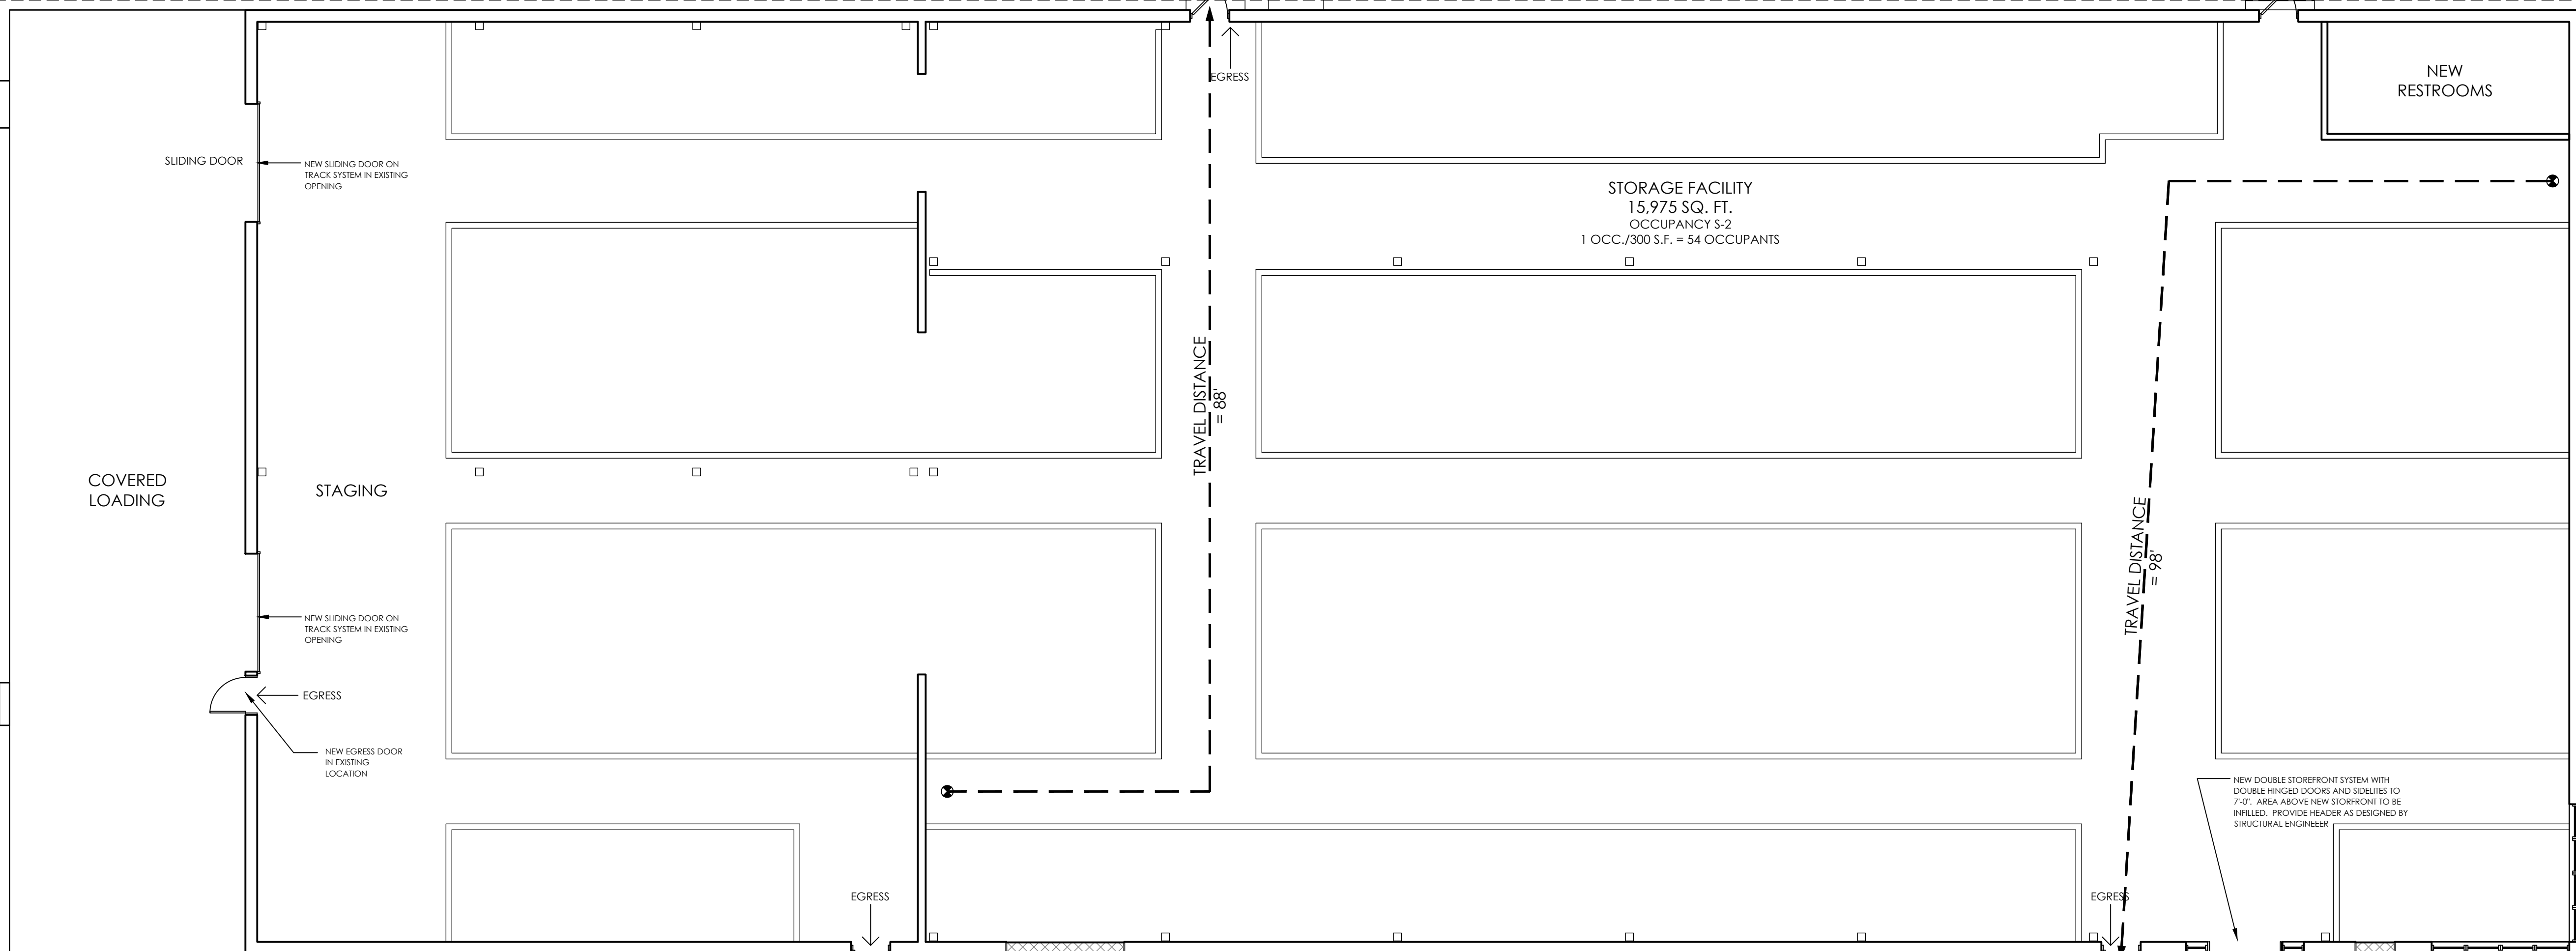 EGRESS
NEW
RESTROOMS
SLIDING DOOR
NEW SLIDING DOOR ON
TRACK SYSTEM IN EXISTING
OPENING
STORAGE FACILITY
15,975 SQ. FT.
OCCUPANCY S-2
1 OCC./300 S.F. = 54 OCCUPANTS
TRAVEL DISTANCE
= 88'
COVERED
LOADING
STAGING
TRAVEL DISTANCE
= 98'
NEW SLIDING DOOR ON
TRACK SYSTEM IN EXISTING
OPENING
EGRESS
NEW EGRESS DOOR
IN EXISTING
LOCATION
NEW DOUBLE STOREFRONT SYSTEM WITH
DOUBLE HINGED DOORS AND SIDELITES TO
7'-0". AREA ABOVE NEW STORFRONT TO BE
INFILLED. PROVIDE HEADER AS DESIGNED BY
STRUCTURAL ENGINEEER
EGRESS
EGRESS